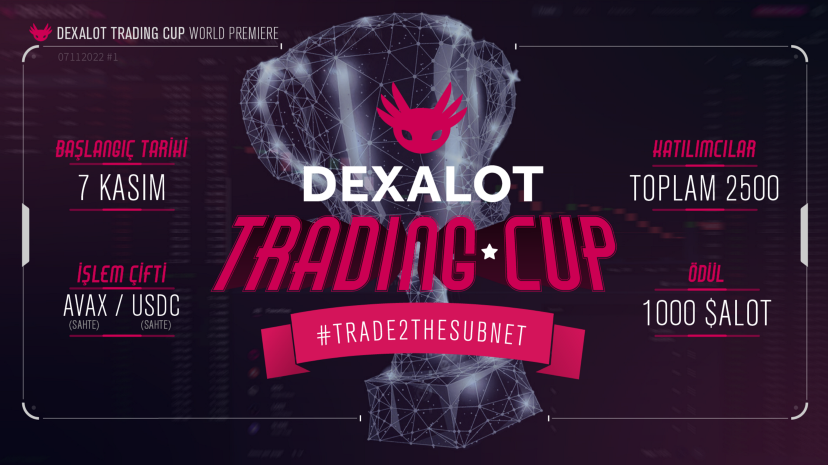 DEXALOT TRADING CUP WORLD PREMIERE
07112022 #1
BAŞLANGIÇ TARİHİ
7 KASIM
İŞLEM ÇİFTİ
AVAX / USDC
(SAHTE) (SAHTE)
DEXALOT
TRADING CUP
#TRADE2THESUBNET
KATILIMCILAR
TOPLAM 2500
ÖDÜL
1000 $ALOT